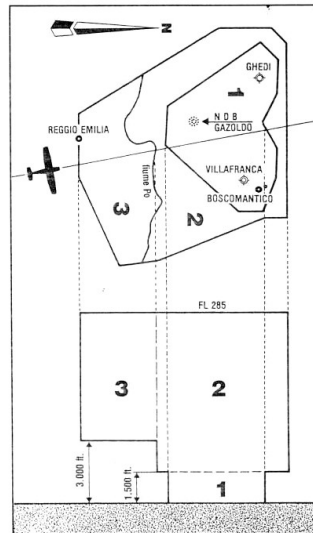 N
GHEDI
1
N D B
GAZOLDO
REGGIO EMILIA
VILLAFRANCA
BOSCOMANTICO
fiume Po
3
2
FL 285
3
2
3.000 ft.
1.500 ft.
1